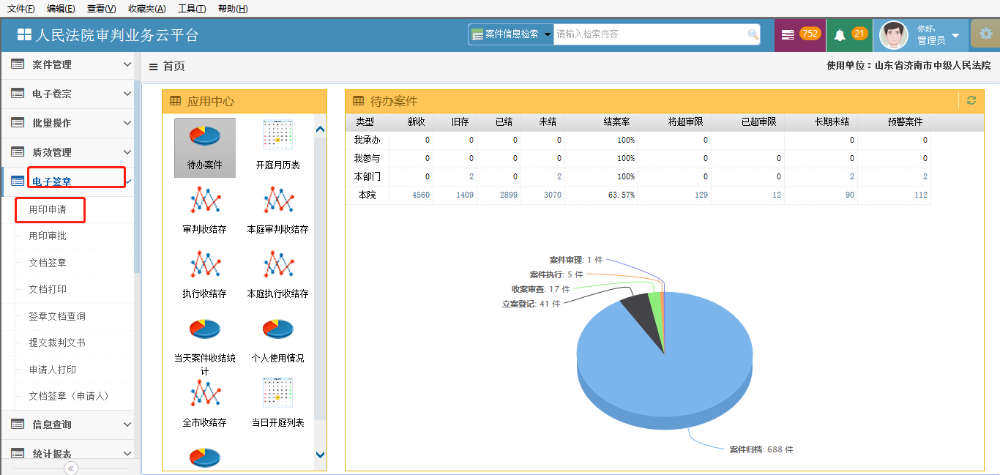 文件(F) 编辑(E) 查看(V) 收藏夹(A) 工具(T) 帮助(H)
人民法院审判业务云平台
案件信息检索 请输入检索内容
752
21
你好,
管理员
案件管理
电子卷宗
批量操作
质效管理
电子签章
用印申请
用印审批
文档签章
文档打印
签章文档查询
提交裁判文书
申请人打印
文档签章（申请人）
信息查询
统计报表
首页
使用单位：山东省济南市中级人民法院
应用中心
待办案件 开庭月历表
审判收结存 本庭审判收结存
执行收结存 本庭执行收结存
当天案件收结统计 个人使用情况
全市收结存 当日开庭列表
待办案件
类型 新收 旧存 已结 未结 结案率 将超审限 已超审限 长期未结 预警案件
我承办 0 0 0 0 100% 0 0 0
我参与 0 0 0 0 100% 0 0 0 0
本部门 0 2 0 2 100% 0 0 2 2
本院 4560 1409 2899 3070 63.57% 129 12 90 112
案件审理: 1 件
案件执行: 5 件
收案审查: 17 件
立案登记: 41 件
案件归档: 688 件